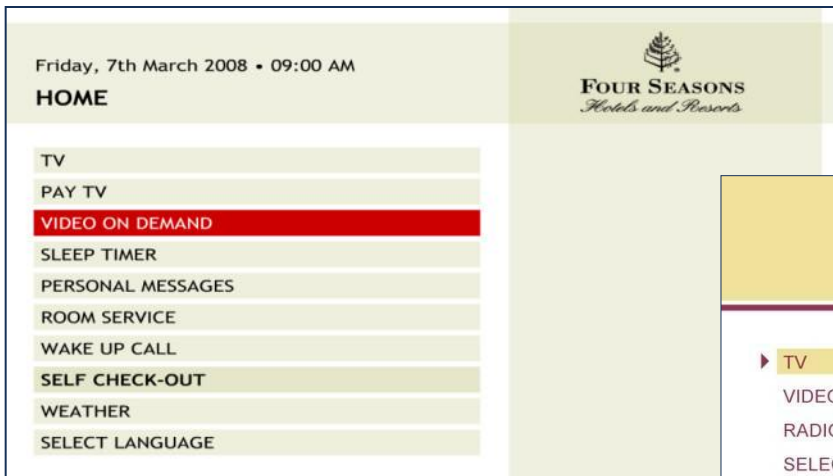 Friday, 7th March 2008 • 09:00 AM
HOME
FOUR SEASONS
Hotels and Resorts
TV
PAY TV
VIDEO ON DEMAND
SLEEP TIMER
PERSONAL MESSAGES
ROOM SERVICE
WAKE UP CALL
SELF CHECK-OUT
WEATHER
SELECT LANGUAGE
TV